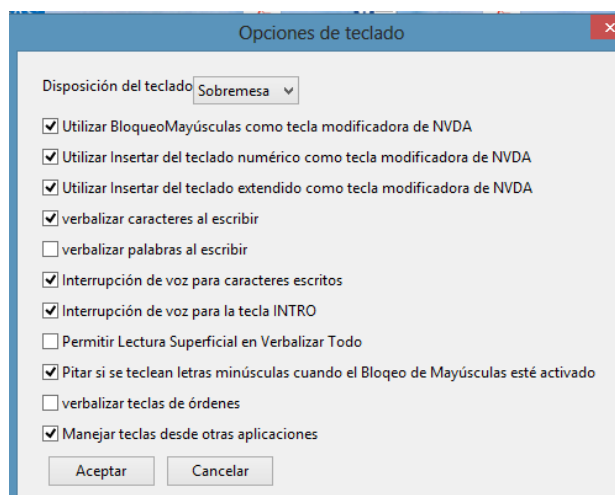 Opciones de teclado
Disposición del teclado Sobremesa
Utilizar BloqueoMayúsculas como tecla modificadora de NVDA
Utilizar Insertar del teclado numérico como tecla modificadora de NVDA
Utilizar Insertar del teclado extendido como tecla modificadora de NVDA
verbalizar caracteres al escribir
verbalizar palabras al escribir
Interrupción de voz para caracteres escritos
Interrupción de voz para la tecla INTRO
Permitir Lectura Superficial en Verbalizar Todo
Pitar si se teclean letras minúsculas cuando el Bloqeo de Mayúsculas esté activado
verbalizar teclas de órdenes
Manejar teclas desde otras aplicaciones
Aceptar Cancelar